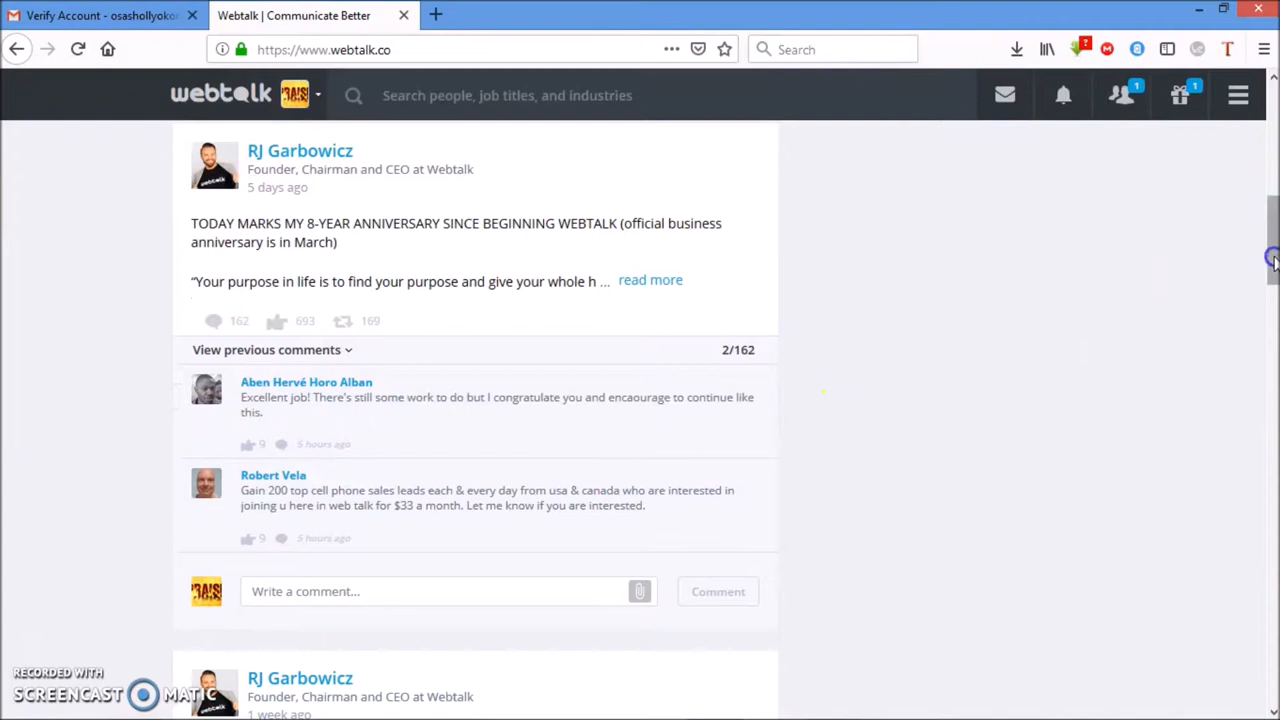 Verify Account - osashollyokor
Webtalk | Communicate Better
https://www.webtalk.co
Search
webtalk
PRAISE
Search people, job titles, and industries
1
1
RJ Garbowicz
Founder, Chairman and CEO at Webtalk
5 days ago
TODAY MARKS MY 8-YEAR ANNIVERSARY SINCE BEGINNING WEBTALK (official business
anniversary is in March)
“Your purpose in life is to find your purpose and give your whole h ... read more
162 693 169
View previous comments 2/162
Aben Hervé Horo Alban
Excellent job! There's still some work to do but I congratulate you and encaourage to continue like
this.
9 5 hours ago
Robert Vela
Gain 200 top cell phone sales leads each & every day from usa & canada who are interested in
joining u here in web talk for $33 a month. Let me know if you are interested.
9 5 hours ago
Write a comment...
Comment
RJ Garbowicz
Founder, Chairman and CEO at Webtalk
1 week ago
RECORDED WITH
SCREENCAST MATIC